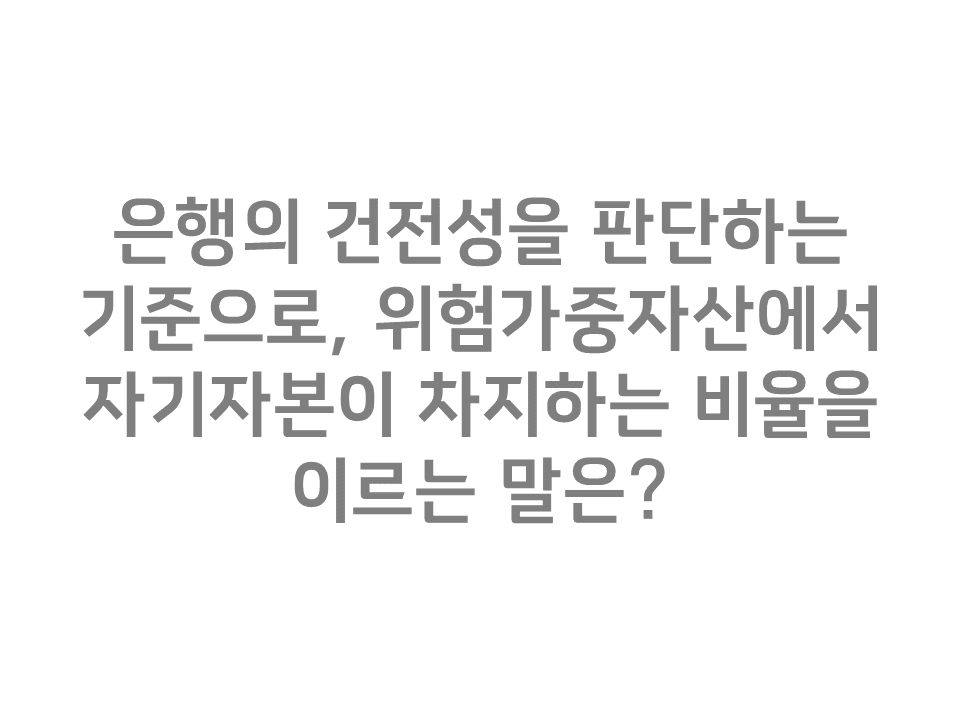 은행의 건전성을 판단하는
기준으로, 위험가중자산에서
자기자본이 차지하는 비율을
이르는 말은?